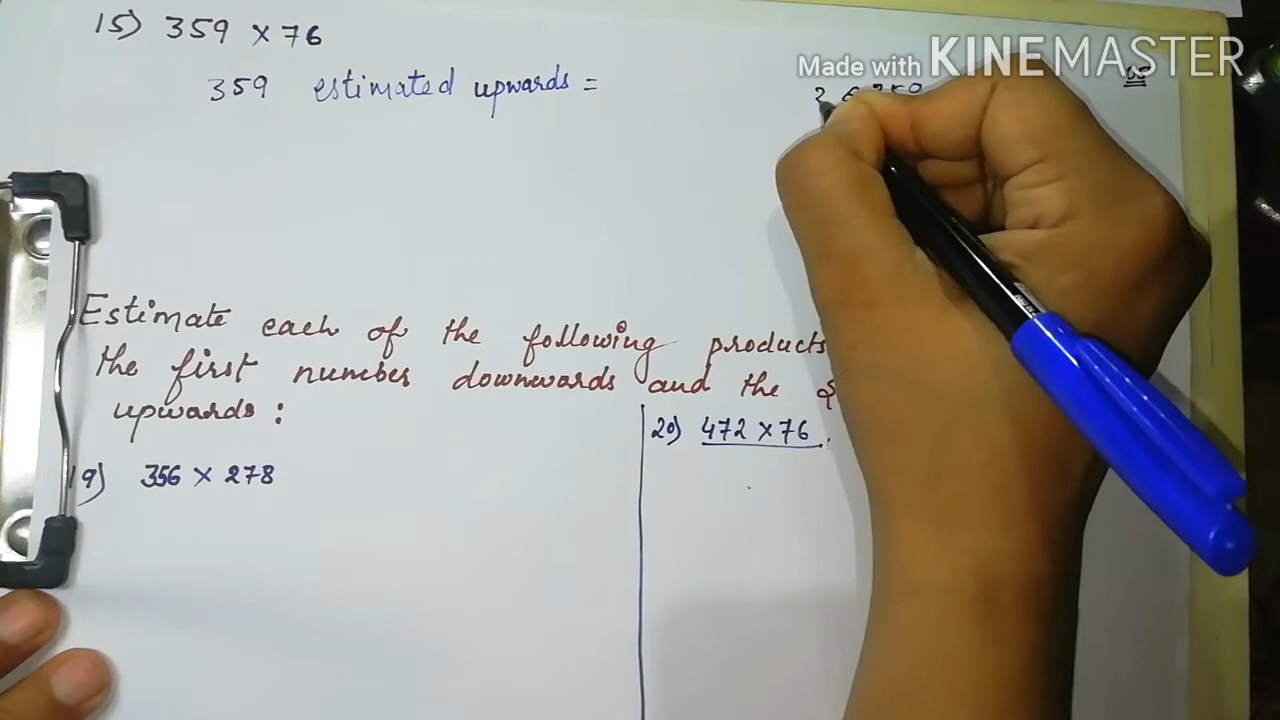 15) 359 × 76
Made with KINEMASTER
359 estimated upwards =
Estimate each of the following products
the first number downwards and the
upwards :
19) 356 × 278
20) 472 × 76